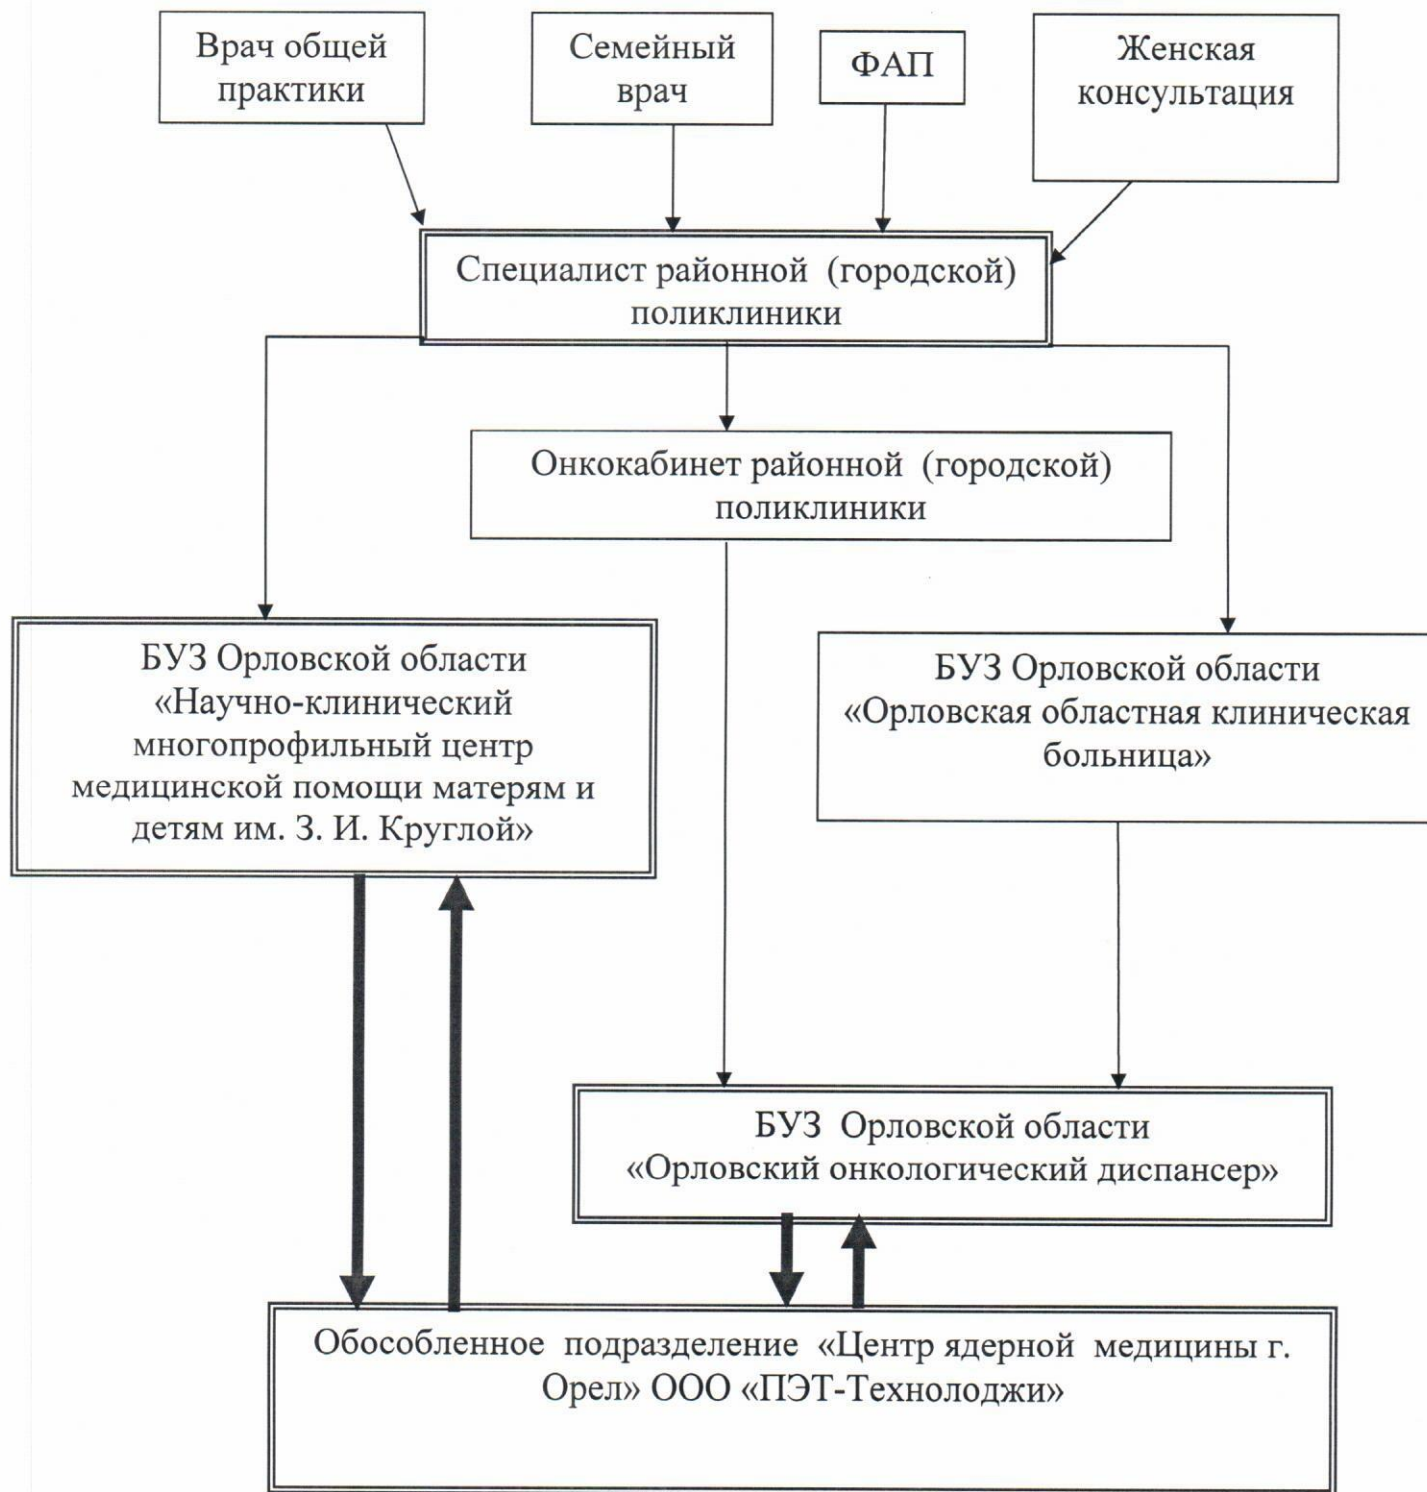 Врач общей
практики
Семейный
врач
ФАП
Женская
консультация
Специалист районной (городской)
поликлиники
Онкокабинет районной (городской)
поликлиники
БУЗ Орловской области
«Научно-клинический
многопрофильный центр
медицинской помощи матерям и
детям им. З. И. Круглой»
БУЗ Орловской области
«Орловская областная клиническая
больница»
БУЗ Орловской области
«Орловский онкологический диспансер»
Обособленное подразделение «Центр ядерной медицины г.
Орел» ООО «ПЭТ-Технолоджи»